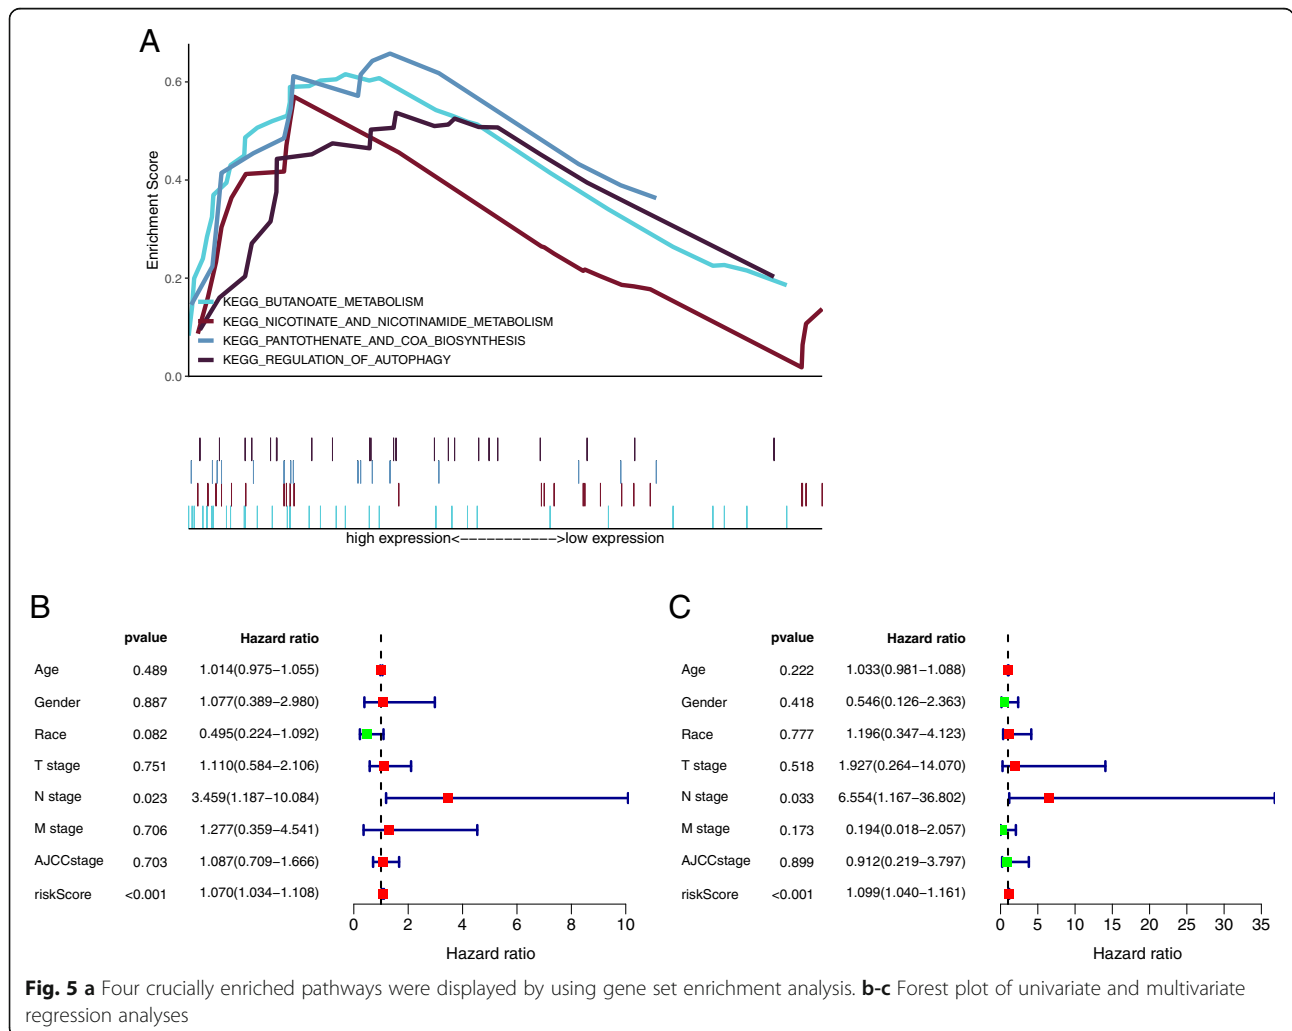 A
Enrichment Score
0.6
0.4
0.2
0.0
KEGG_BUTANOATE_METABOLISM
KEGG_NICOTINATE_AND_NICOTINAMIDE_METABOLISM
KEGG_PANTOTHENATE_AND_COA_BIOSYNTHESIS
KEGG_REGULATION_OF_AUTOPHAGY
high expression<----------->low expression
B
pvalue Hazard ratio
Age 0.489 1.014(0.975−1.055)
Gender 0.887 1.077(0.389−2.980)
Race 0.082 0.495(0.224−1.092)
T stage 0.751 1.110(0.584−2.106)
N stage 0.023 3.459(1.187−10.084)
M stage 0.706 1.277(0.359−4.541)
AJCCstage 0.703 1.087(0.709−1.666)
riskScore <0.001 1.070(1.034−1.108)
0 2 4 6 8 10
Hazard ratio
C
pvalue Hazard ratio
Age 0.222 1.033(0.981−1.088)
Gender 0.418 0.546(0.126−2.363)
Race 0.777 1.196(0.347−4.123)
T stage 0.518 1.927(0.264−14.070)
N stage 0.033 6.554(1.167−36.802)
M stage 0.173 0.194(0.018−2.057)
AJCCstage 0.899 0.912(0.219−3.797)
riskScore <0.001 1.099(1.040−1.161)
0 5 10 15 20 25 30 35
Hazard ratio
Fig. 5 a Four crucially enriched pathways were displayed by using gene set enrichment analysis. b-c Forest plot of univariate and multivariate
regression analyses